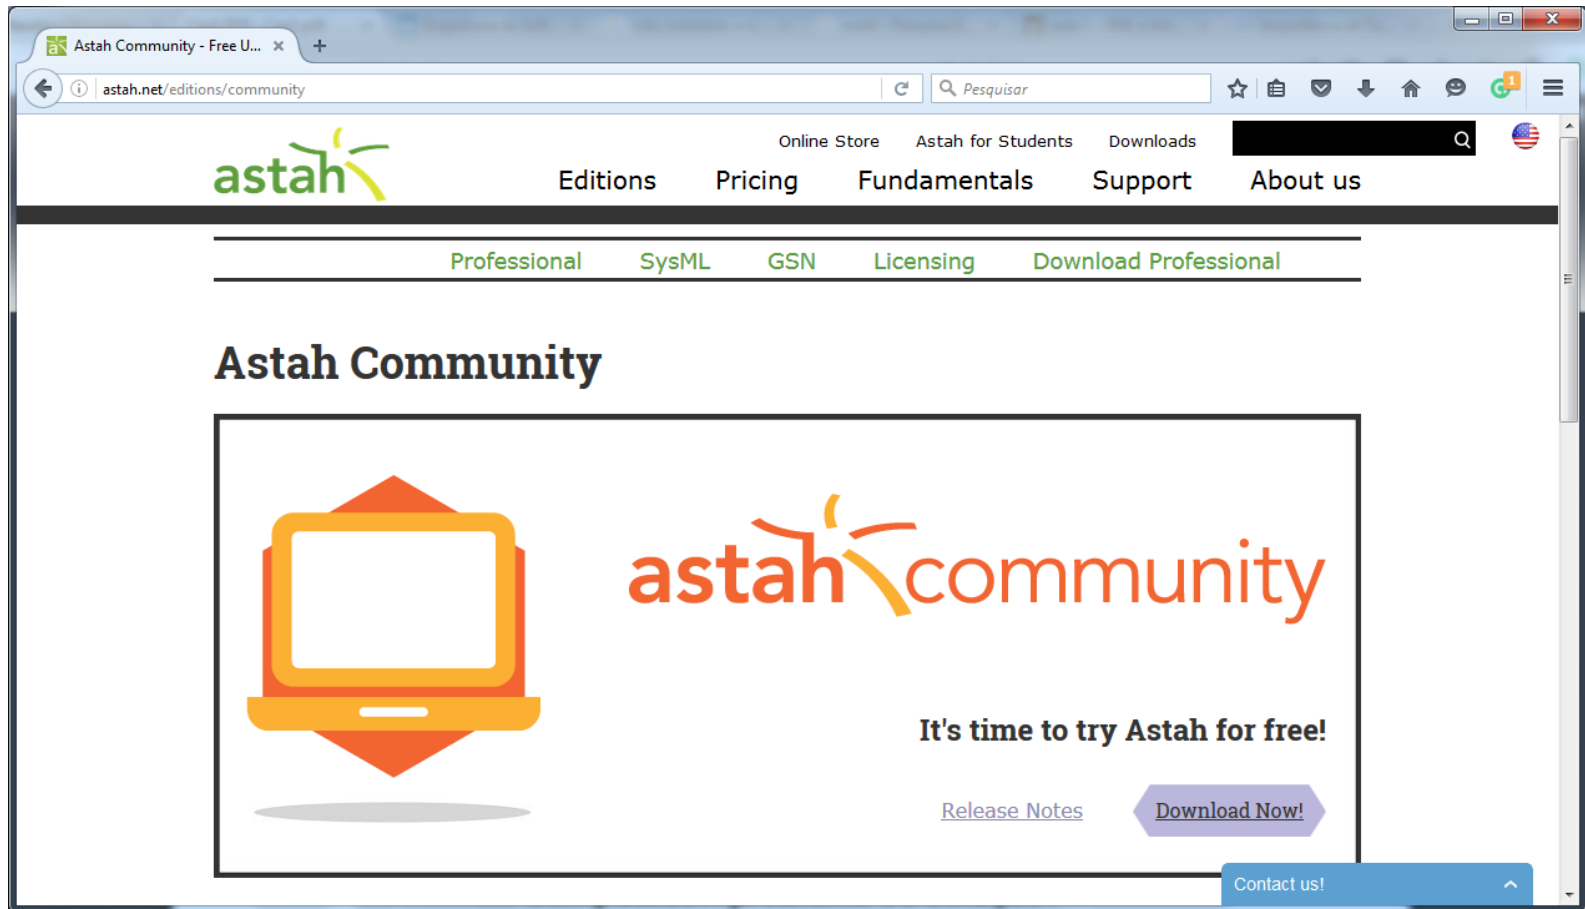 Astah Community - Free U...
astah.net/editions/community
Pesquisar
1
Online Store Astah for Students Downloads
astah
Editions Pricing Fundamentals Support About us
Professional SysML GSN Licensing Download Professional
Astah Community
astah community
It's time to try Astah for free!
Release Notes Download Now!
Contact us!